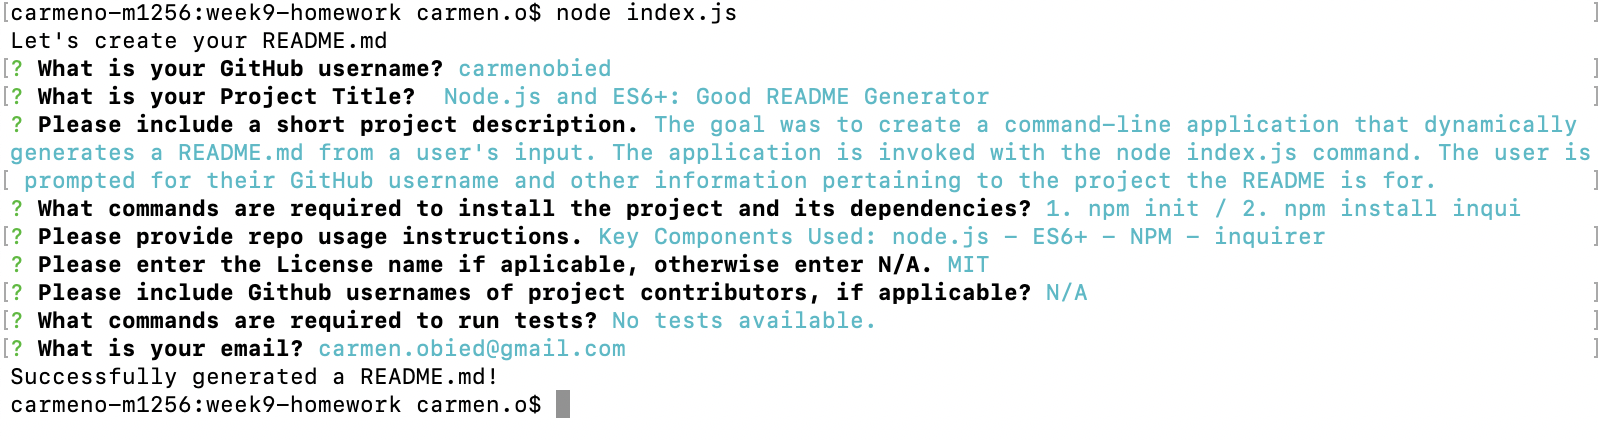 [carmeno-m1256:week9-homework carmen.o$ node index.js ]
Let's create your README.md
[? What is your GitHub username? carmenobied ]
[? What is your Project Title?  Node.js and ES6+: Good README Generator ]
? Please include a short project description. The goal was to create a command-line application that dynamically
generates a README.md from a user's input. The application is invoked with the node index.js command. The user is
[ prompted for their GitHub username and other information pertaining to the project the README is for. ]
? What commands are required to install the project and its dependencies? 1. npm init / 2. npm install inqui
[? Please provide repo usage instructions. Key Components Used: node.js - ES6+ - NPM - inquirer ]
? Please enter the License name if aplicable, otherwise enter N/A. MIT
[? Please include Github usernames of project contributors, if applicable? N/A ]
[? What commands are required to run tests? No tests available. ]
[? What is your email? carmen.obied@gmail.com ]
Successfully generated a README.md!
carmeno-m1256:week9-homework carmen.o$